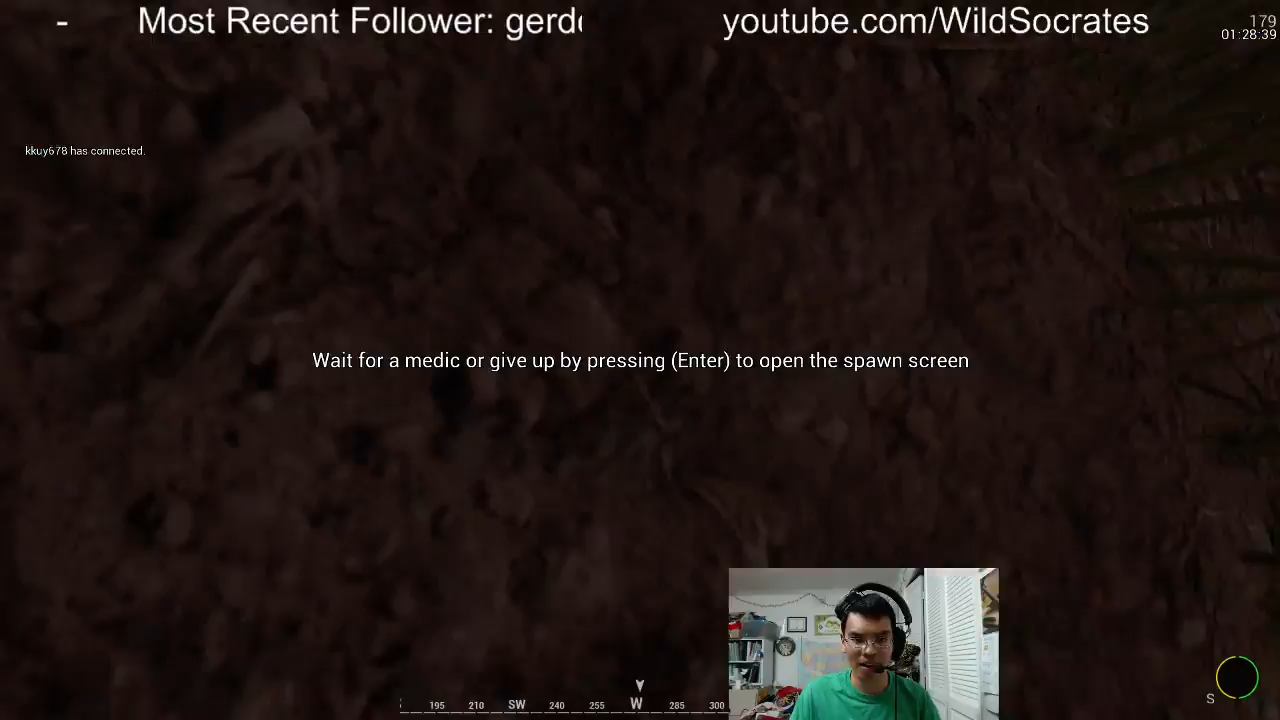 - Most Recent Follower: gerd
youtube.com/WildSocrates
179
01:28:39
kkuy678 has connected.
Wait for a medic or give up by pressing (Enter) to open the spawn screen
195 210 SW 240 255 W 285 300
S